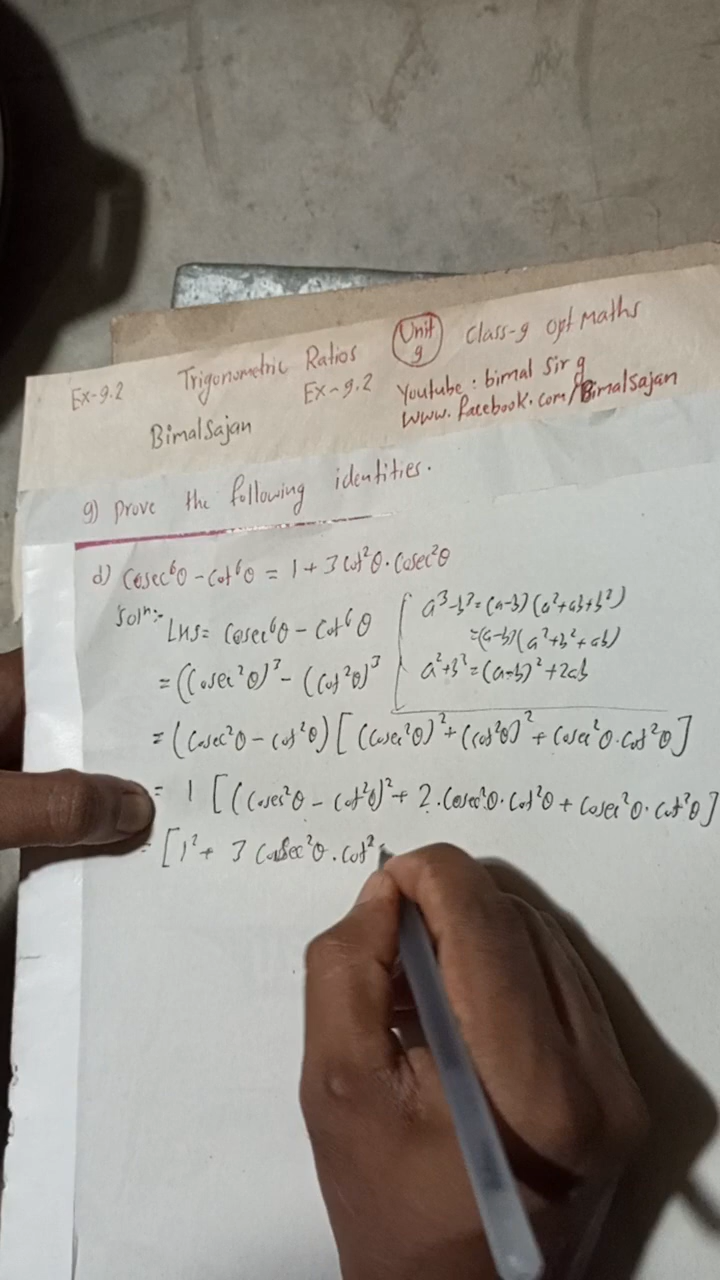 Ex-9.2 Trigonometric Ratios Ex-9.2 Unit 9 Class-9 Opt Maths
BimalSajan Youtube : bimal Sir g
www.facebook.com/BimalSajan
9) Prove the following identities.
d) Cosec⁶θ - Cot⁶θ = 1 + 3 Cot²θ . Cosec²θ
Solⁿ:- LHS = Cosec⁶θ - Cot⁶θ
= (Cosec²θ)³ - (Cot²θ)³
a³-b³ = (a-b) (a²+ab+b²)
= (a-b) (a²+b²+ab)
a²+b² = (a-b)² + 2ab
= (Cosec²θ - cot²θ) [ (Cosec²θ)² + (cot²θ)² + Cosec²θ . Cot²θ ]
= 1 [ (Cosec²θ - Cot²θ)² + 2 . Cosec²θ . Cot²θ + Cosec²θ . Cot²θ ]
= [ 1² + 3 Cosec²θ . Cot²